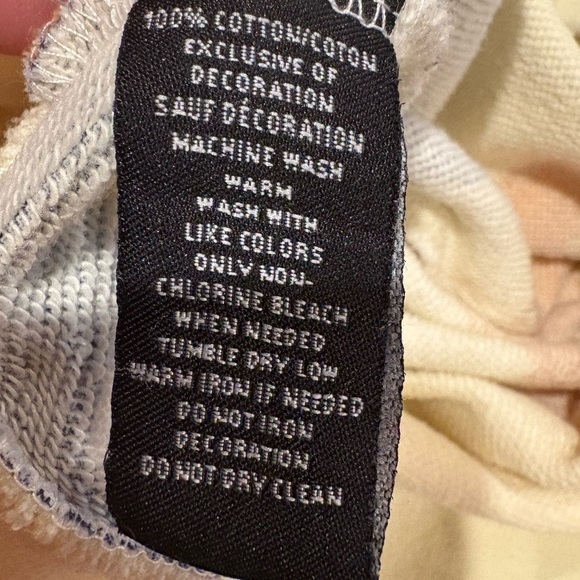 100% COTTON/COTON
EXCLUSIVE OF
DECORATION
SAUF DÉCORATION
MACHINE WASH
WARM
WASH WITH
LIKE COLORS
ONLY NON-
CHLORINE BLEACH
WHEN NEEDED
TUMBLE DRY LOW
WARM IRON IF NEEDED
DO NOT IRON
DECORATION
DO NOT DRY CLEAN